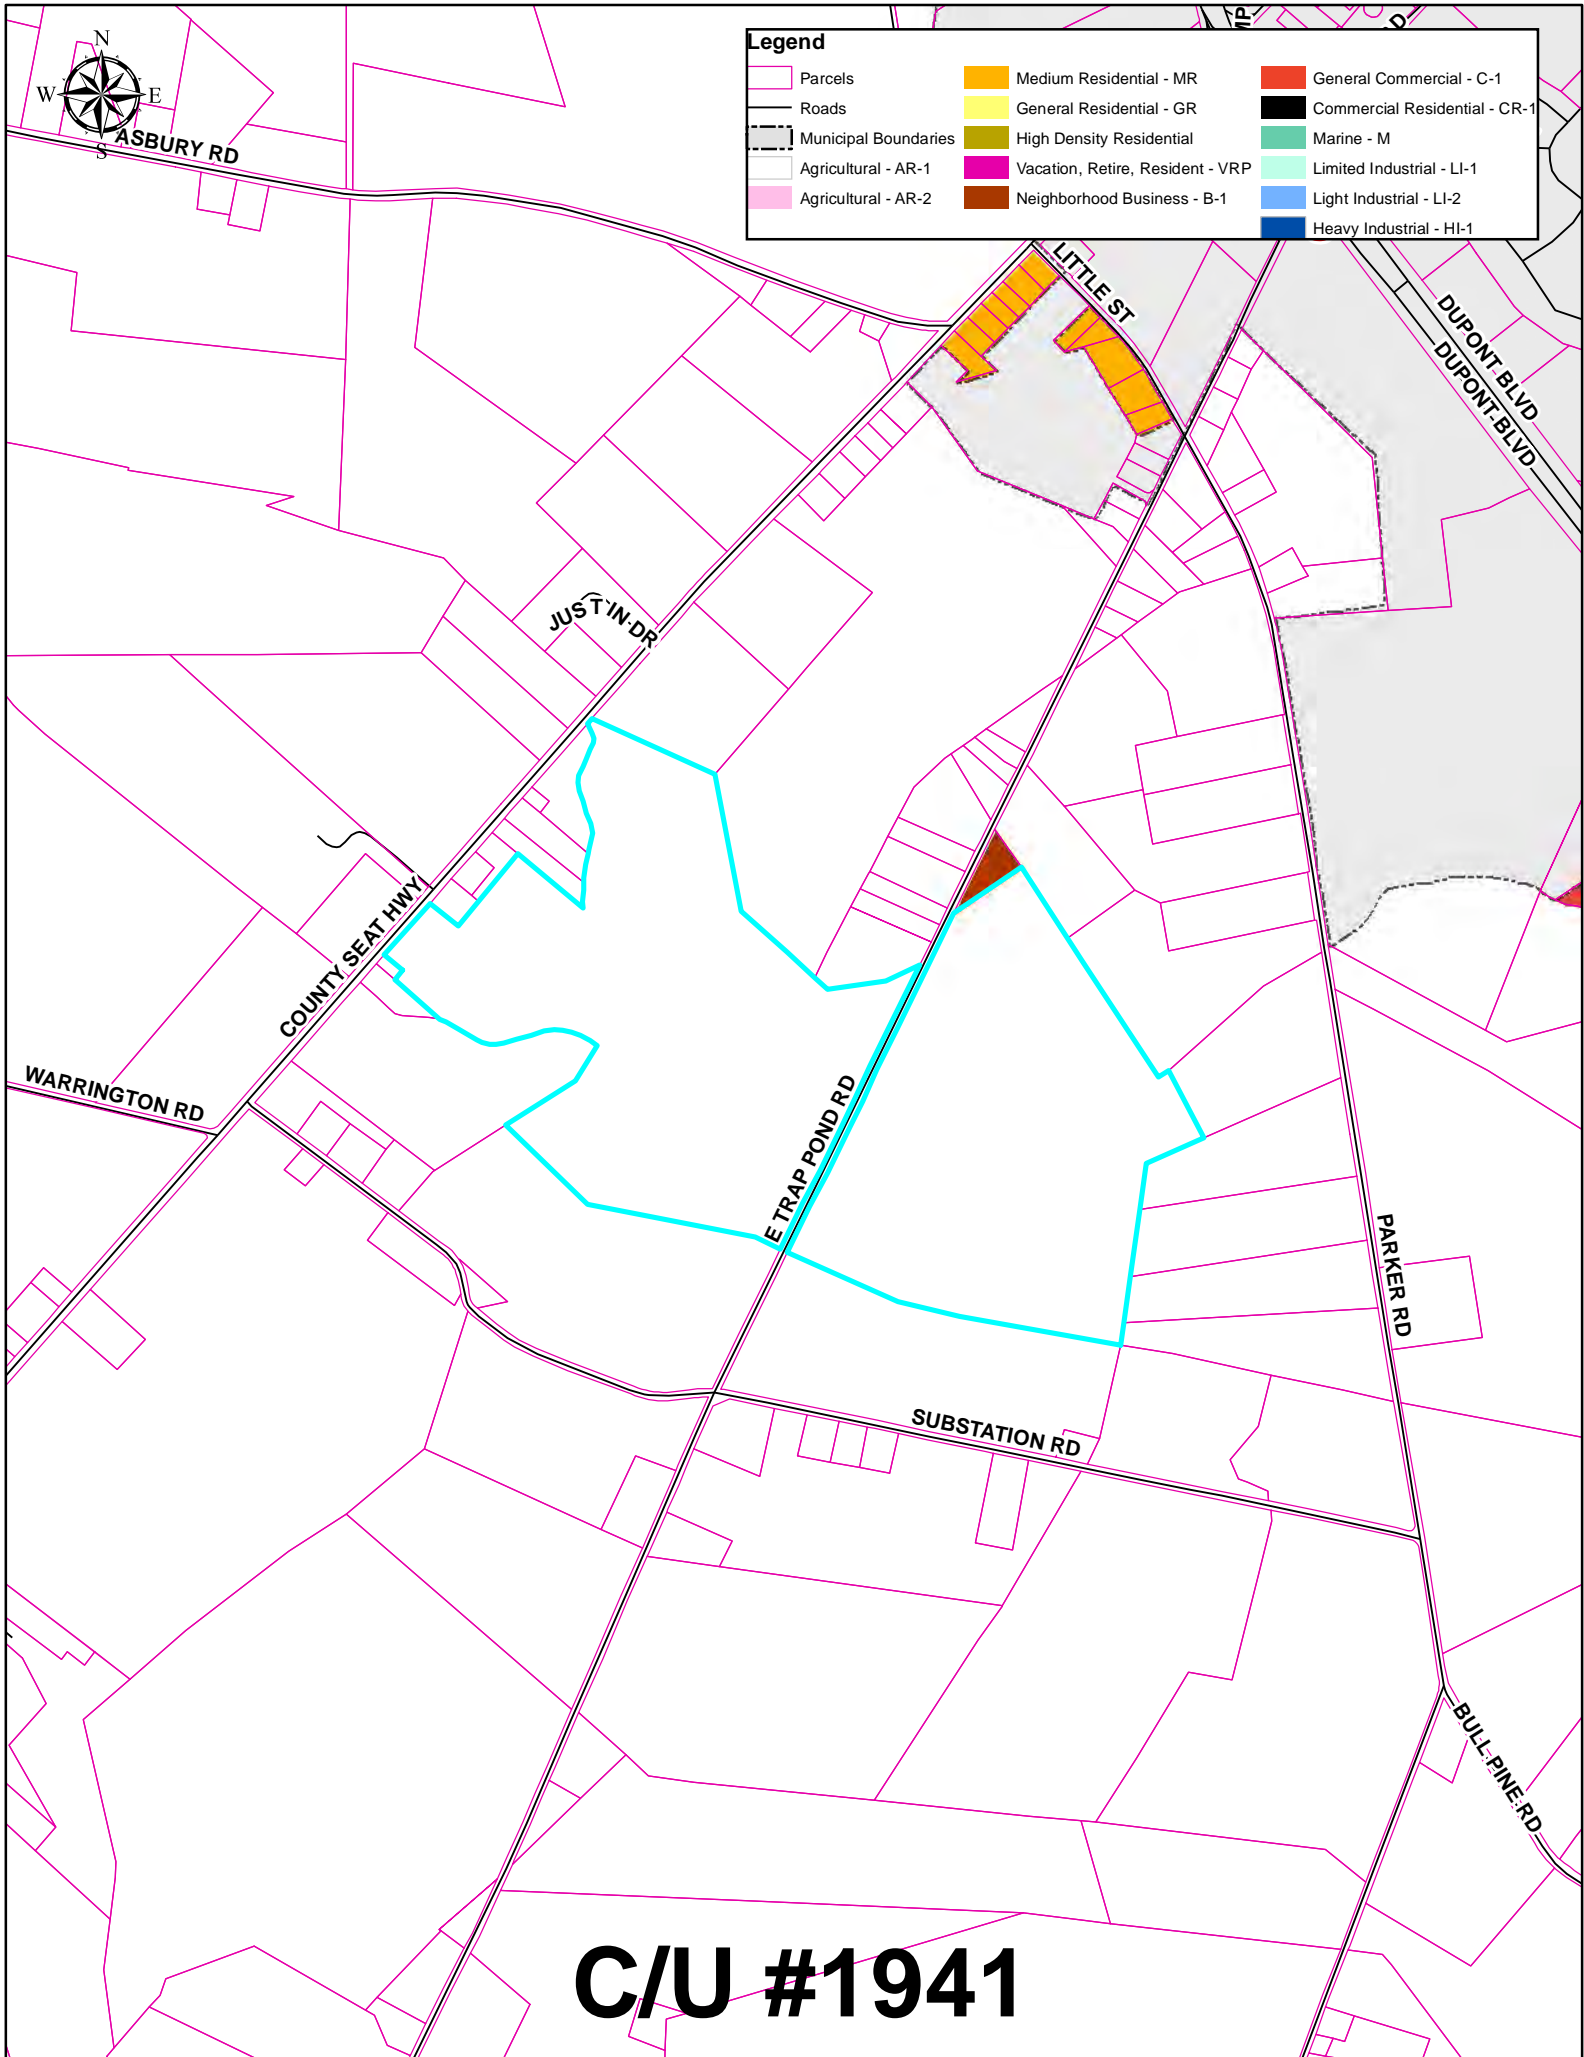 N
W E
S
Legend
Parcels
Roads
Municipal Boundaries
Agricultural - AR-1
Agricultural - AR-2
Medium Residential - MR
General Residential - GR
High Density Residential
Vacation, Retire, Resident - VRP
Neighborhood Business - B-1
General Commercial - C-1
Commercial Residential - CR-1
Marine - M
Limited Industrial - LI-1
Light Industrial - LI-2
Heavy Industrial - HI-1
ASBURY RD
LITTLE ST
DUPONT BLVD
DUPONT BLVD
JUSTIN DR
COUNTY SEAT HWY
WARRINGTON RD
E TRAP POND RD
PARKER RD
SUBSTATION RD
BULL PINE RD
C/U #1941